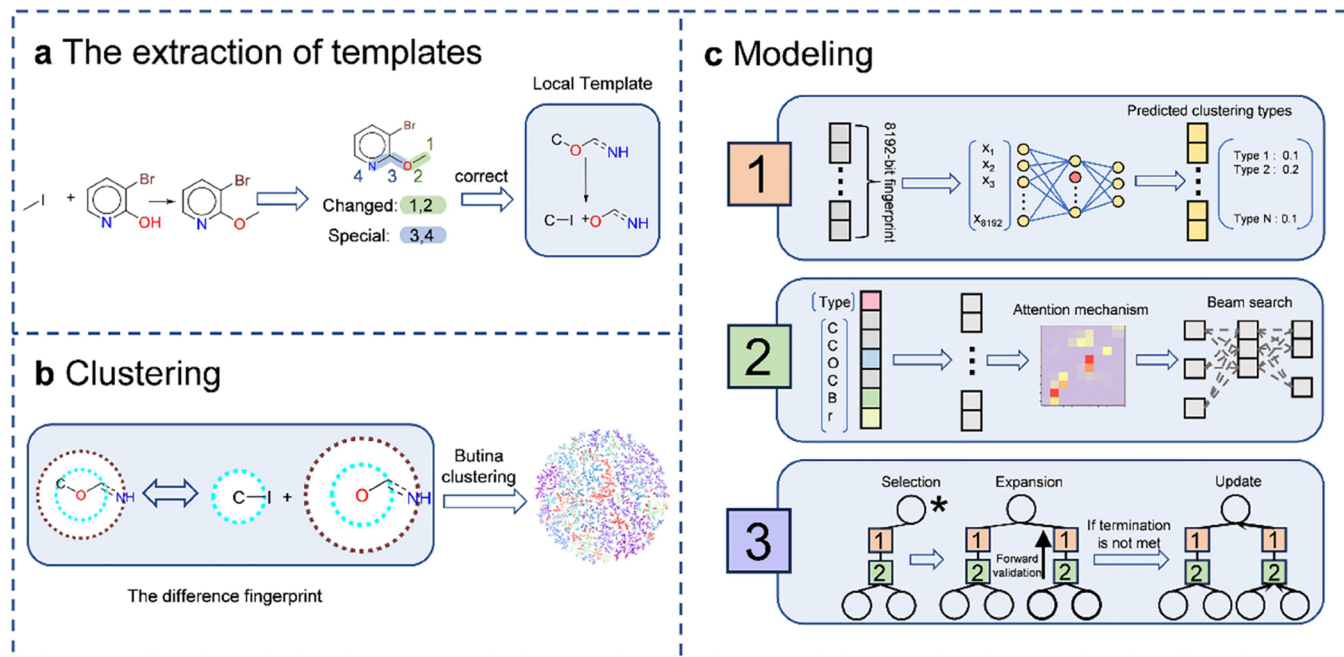 a The extraction of templates
I
+
Br
N
OH
Br
N
O
Br
N
O
1
4
3
2
Changed:
1,2
Special:
3,4
correct
Local Template
C
O
NH
C-I
+
O
NH
b Clustering
C
O
NH
C-I
+
O
NH
Butina
clustering
The difference fingerprint
c Modeling
1
8192-bit fingerprint
X1
X2
X3
X8192
Predicted clustering types
Type 1 : 0.1
Type 2 : 0.2
Type N : 0.1
2
(Type)
C
C
O
C
B
r
Attention mechanism
Beam search
3
Selection
*
1
2
Expansion
1
1
2
2
Forward
validation
If termination
is not met
Update
1
1
2
2